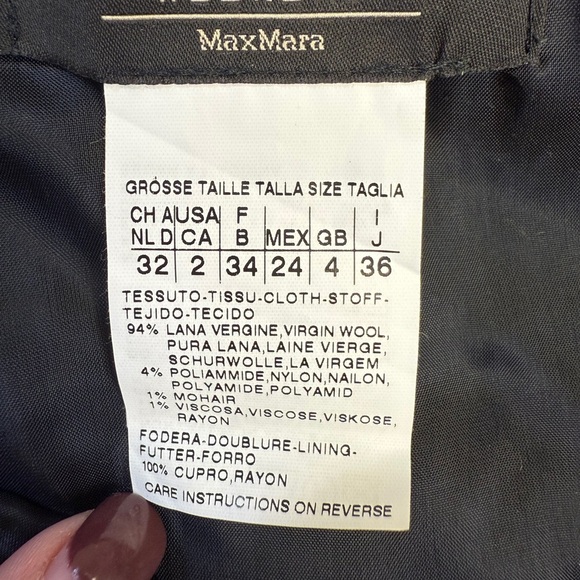 MaxMara
GRÖSSE TAILLE TALLA SIZE TAGLIA
CH A USA F I
NL D CA B MEX GB J
32 2 34 24 4 36
TESSUTO-TISSU-CLOTH-STOFF-
TEJIDO-TECIDO
94% LANA VERGINE,VIRGIN WOOL,
PURA LANA,LAINE VIERGE,
SCHURWOLLE,LA VIRGEM
4% POLIAMMIDE,NYLON,NAILON,
POLYAMIDE,POLYAMID
1% MOHAIR
1% VISCOSA,VISCOSE,VISKOSE,
RAYON
FODERA-DOUBLURE-LINING-
FUTTER-FORRO
100% CUPRO,RAYON
CARE INSTRUCTIONS ON REVERSE